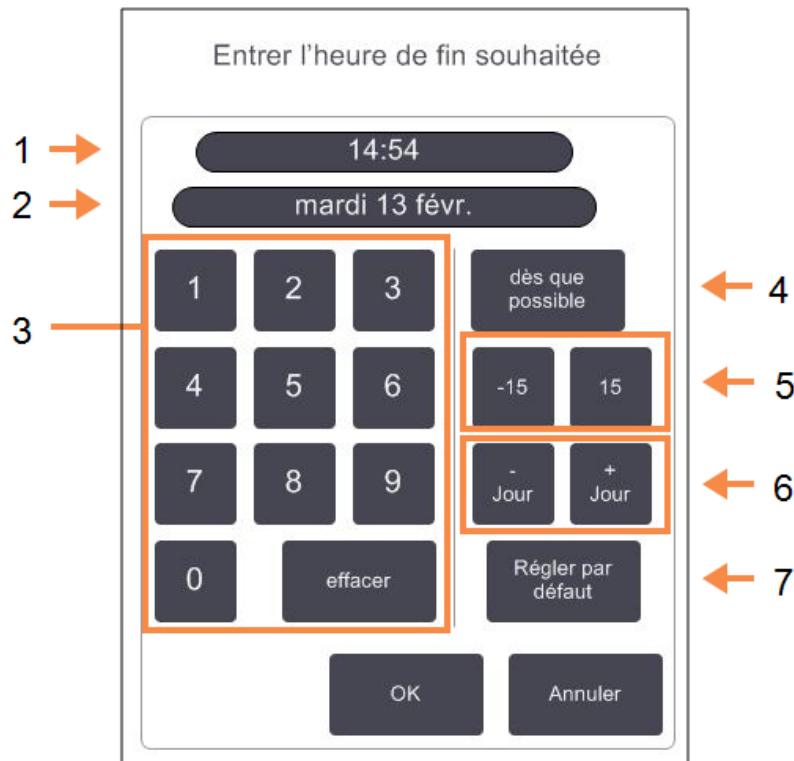 Entrer l'heure de fin souhaitée
1
14:54
2
mardi 13 févr.
3
1 2 3
4 5 6
7 8 9
0 effacer
dès que
possible
4
-15 15
5
-
Jour
+
Jour
6
Régler par
défaut
7
OK Annuler